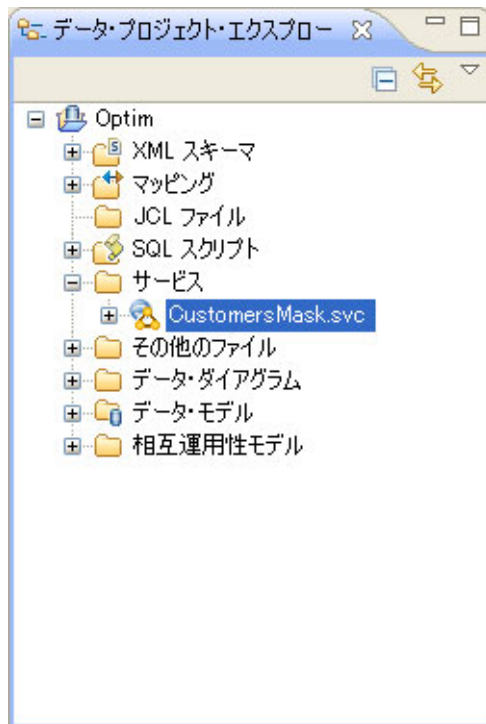 データ・プロジェクト・エクスプロー
Optim
XML スキーマ
マッピング
JCL ファイル
SQL スクリプト
サービス
CustomersMask.svc
その他のファイル
データ・ダイアグラム
データ・モデル
相互運用性モデル